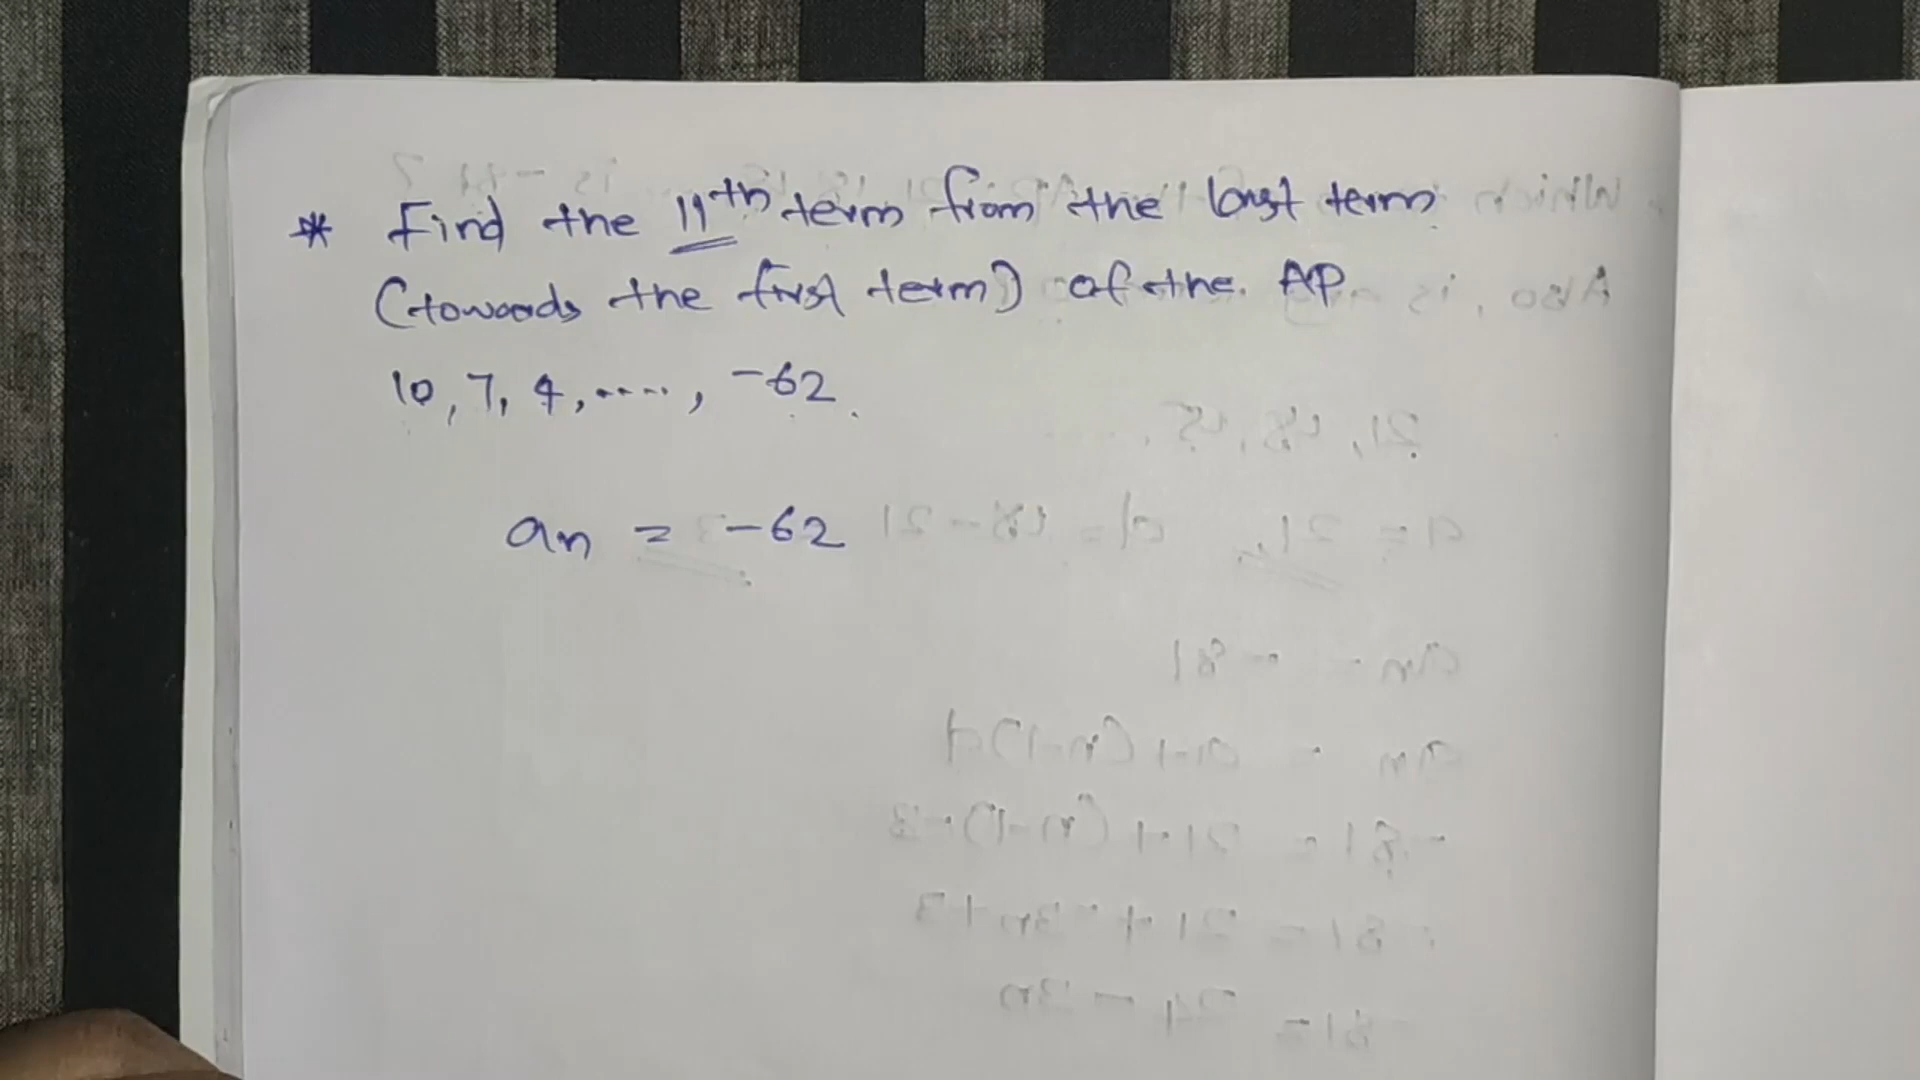 * Find the 11th term from the last term
(towards the first term) of the AP.
10, 7, 4, ....., -62.
an = -62